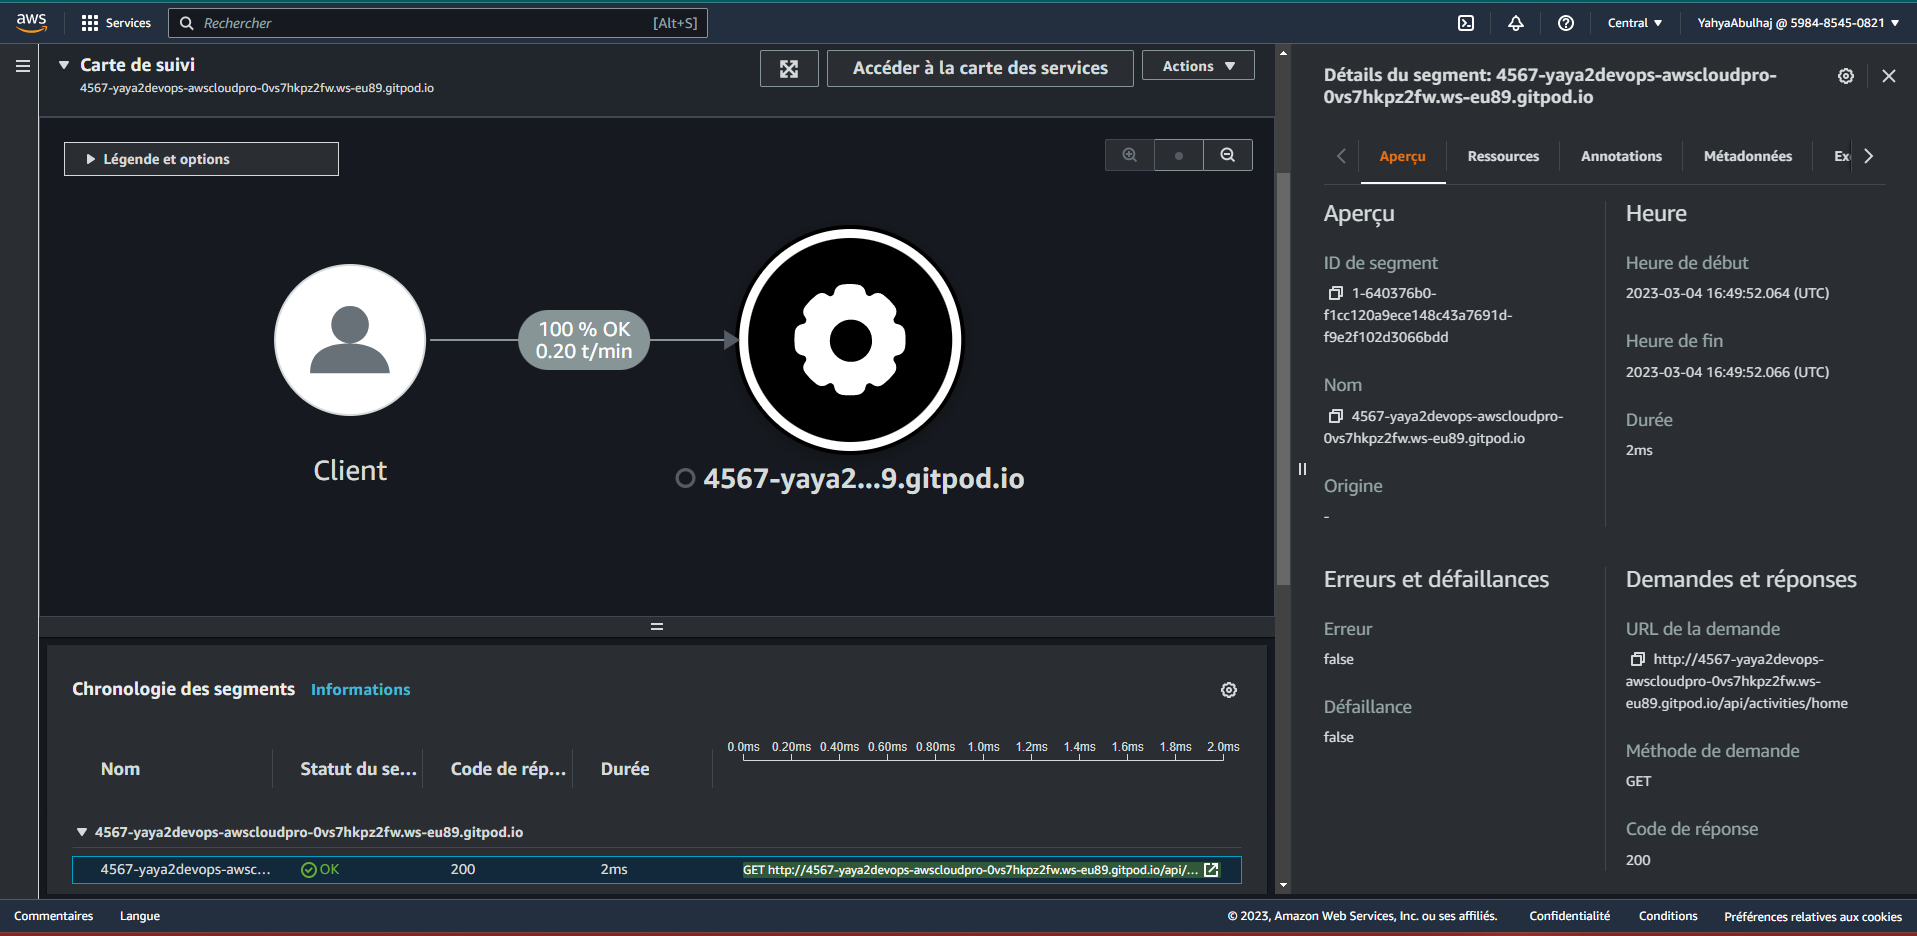 aws
Services
Rechercher
[Alt+S]
Central
YahyaAbulhaj @ 5984-8545-0821
Carte de suivi
4567-yaya2devops-awscloudpro-0vs7hkpz2fw.ws-eu89.gitpod.io
Accéder à la carte des services
Actions
Légende et options
100 % OK
0.20 t/min
Client
4567-yaya2...9.gitpod.io
Chronologie des segments
Informations
0.0ms 0.20ms 0.40ms 0.60ms 0.80ms 1.0ms 1.2ms 1.4ms 1.6ms 1.8ms 2.0ms
Nom
Statut du se...
Code de rép...
Durée
4567-yaya2devops-awscloudpro-0vs7hkpz2fw.ws-eu89.gitpod.io
4567-yaya2devops-awsc...
OK
200
2ms
GET http://4567-yaya2devops-awscloudpro-0vs7hkpz2fw.ws-eu89.gitpod.io/api/...
Détails du segment: 4567-yaya2devops-awscloudpro-
0vs7hkpz2fw.ws-eu89.gitpod.io
Aperçu
Ressources
Annotations
Métadonnées
Ex
Aperçu
ID de segment
1-640376b0-
f1cc120a9ece148c43a7691d-
f9e2f102d3066bdd
Nom
4567-yaya2devops-awscloudpro-
0vs7hkpz2fw.ws-eu89.gitpod.io
Origine
-
Heure
Heure de début
2023-03-04 16:49:52.064 (UTC)
Heure de fin
2023-03-04 16:49:52.066 (UTC)
Durée
2ms
Erreurs et défaillances
Erreur
false
Défaillance
false
Demandes et réponses
URL de la demande
http://4567-yaya2devops-
awscloudpro-0vs7hkpz2fw.ws-
eu89.gitpod.io/api/activities/home
Méthode de demande
GET
Code de réponse
200
Commentaires
Langue
© 2023, Amazon Web Services, Inc. ou ses affiliés.
Confidentialité
Conditions
Préférences relatives aux cookies